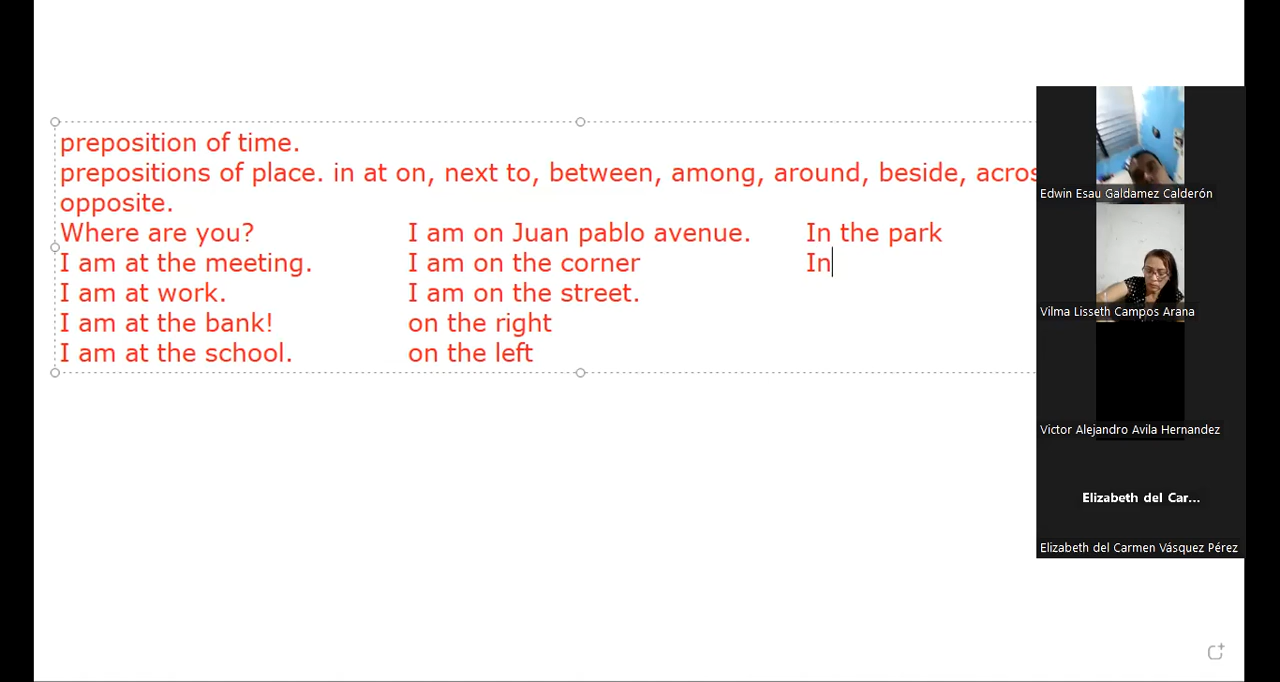 preposition of time.
prepositions of place. in at on, next to, between, among, around, beside, acros
opposite.
Where are you? I am on Juan pablo avenue. In the park
I am at the meeting. I am on the corner In
I am at work. I am on the street.
I am at the bank! on the right
I am at the school. on the left
Edwin Esau Galdamez Calderón
Vilma Lisseth Campos Arana
Victor Alejandro Avila Hernandez
Elizabeth del Car...
Elizabeth del Carmen Vásquez Pérez